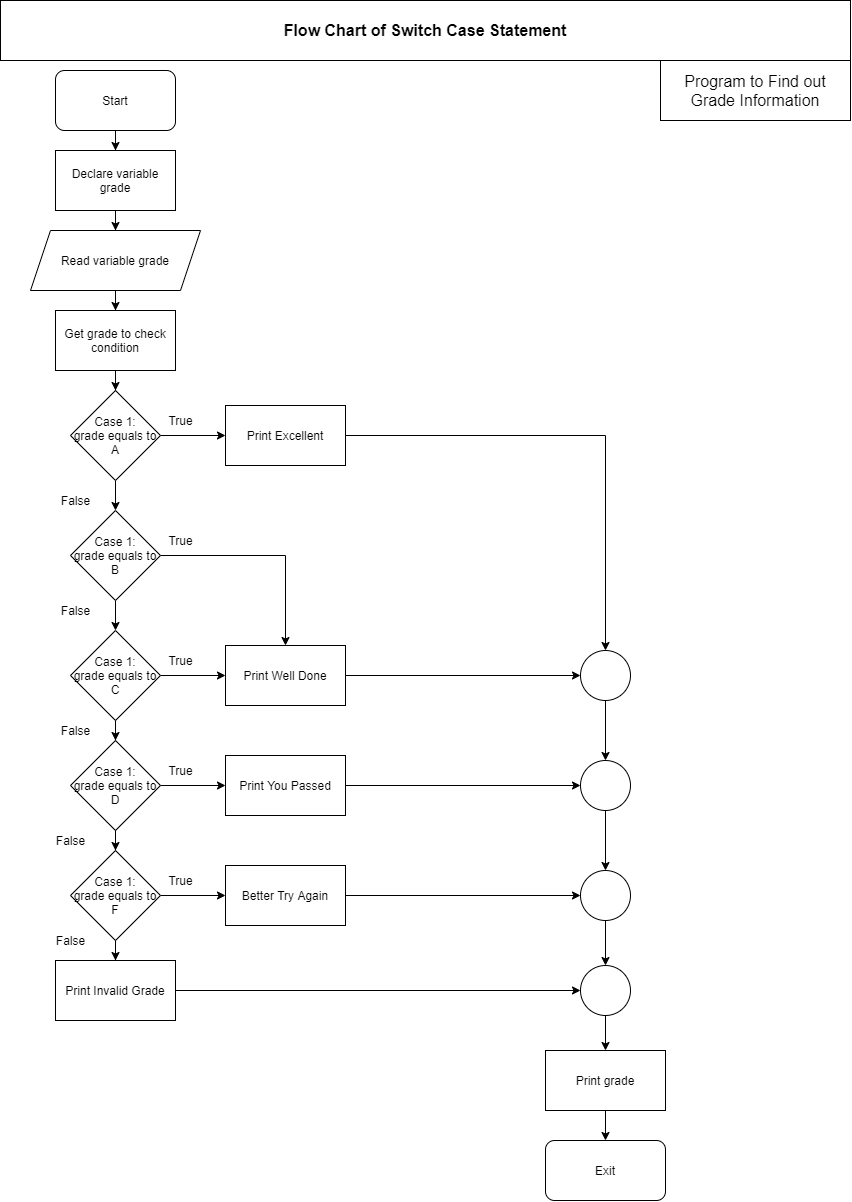 Flow Chart of Switch Case Statement
Program to Find out
Grade Information
Start
Declare variable
grade
Read variable grade
Get grade to check
condition
Case 1:
grade equals to
A
True
Print Excellent
False
Case 1:
grade equals to
B
True
False
Case 1:
grade equals to
C
True
Print Well Done
False
Case 1:
grade equals to
D
True
Print You Passed
False
Case 1:
grade equals to
F
True
Better Try Again
False
Print Invalid Grade
Print grade
Exit